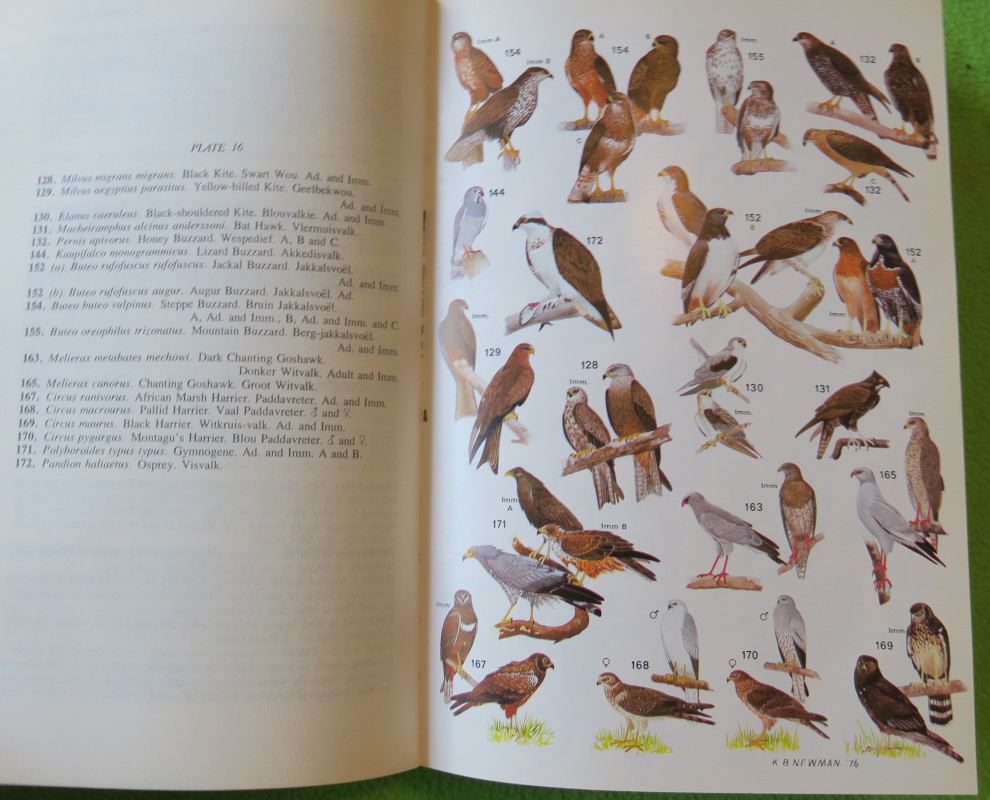 PLATE 16
128. Milvus migrans migrans. Black Kite. Swart Wou. Ad. and Imm.
129. Milvus aegyptius parasitus. Yellow-billed Kite. Geelbekwou.
Ad. and Imm.
130. Elanus caeruleus. Black-shouldered Kite. Blouvalkie. Ad. and Imm.
131. Macheiramphus alcinus anderssoni. Bat Hawk. Vlermuisvalk.
132. Pernis apivorus. Honey Buzzard. Wespedief. A, B and C.
144. Kaupifalco monogrammicus. Lizard Buzzard. Akkedisvalk.
152 (a). Buteo rufofuscus rufofuscus. Jackal Buzzard. Jakkalsvoël.
Ad. and Imm.
152 (b). Buteo rufofuscus augur. Augur Buzzard. Jakkalsvoël. Ad.
154. Buteo buteo vulpinus. Steppe Buzzard. Bruin Jakkalsvoël.
A, Ad. and Imm., B, Ad. and Imm. and C.
155. Buteo oreophilus trizonatus. Mountain Buzzard. Berg-jakkalsvoël.
Ad. and Imm.
163. Melierax metabates mechowi. Dark Chanting Goshawk.
Donker Witvalk. Adult and Imm.
165. Melierax canorus. Chanting Goshawk. Groot Witvalk.
167. Circus ranivorus. African Marsh Harrier. Paddavreter. Ad. and Imm.
168. Circus macrourus. Pallid Harrier. Vaal Paddavreter. ♂ and ♀.
169. Circus maurus. Black Harrier. Witkruis-valk. Ad. and Imm.
170. Circus pygargus. Montagu's Harrier. Blou Paddavreter. ♂ and ♀.
171. Polyboroides typus typus. Gymnogene. Ad. and Imm. A and B.
172. Pandion haliaetus. Osprey. Visvalk.
Imm A
154
Imm B
A
154
B
C
Imm.
155
A
132
B
C
132
144
172
152
B
Imm
152
A
Imm
Imm.
129
128
Imm.
130
Imm.
131
Imm
165
Imm
163
Imm
A
171
Imm B
Imm
167
♂
♀
168
♂
♀
170
Imm
169
K B NEWMAN '76